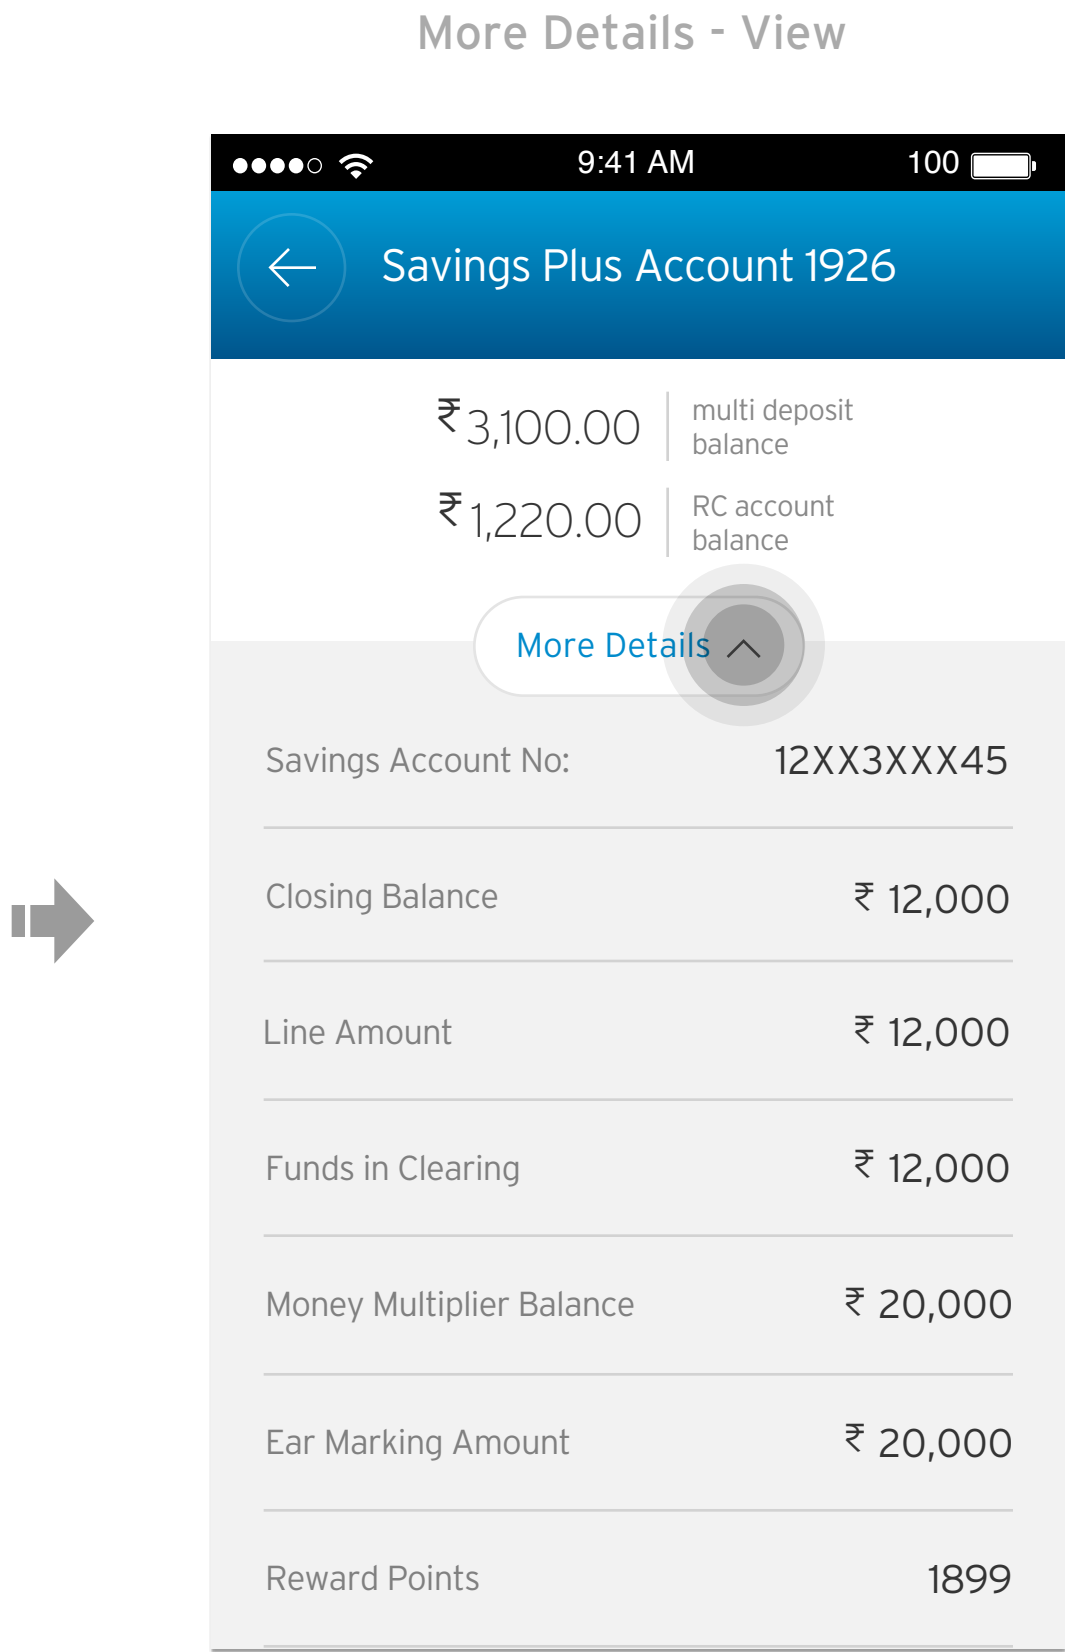 More Details - View
9:41 AM
100
Savings Plus Account 1926
₹3,100.00
multi deposit
balance
₹1,220.00
RC account
balance
More Details
Savings Account No:
12XX3XXX45
Closing Balance
₹ 12,000
Line Amount
₹ 12,000
Funds in Clearing
₹ 12,000
Money Multiplier Balance
₹ 20,000
Ear Marking Amount
₹ 20,000
Reward Points
1899